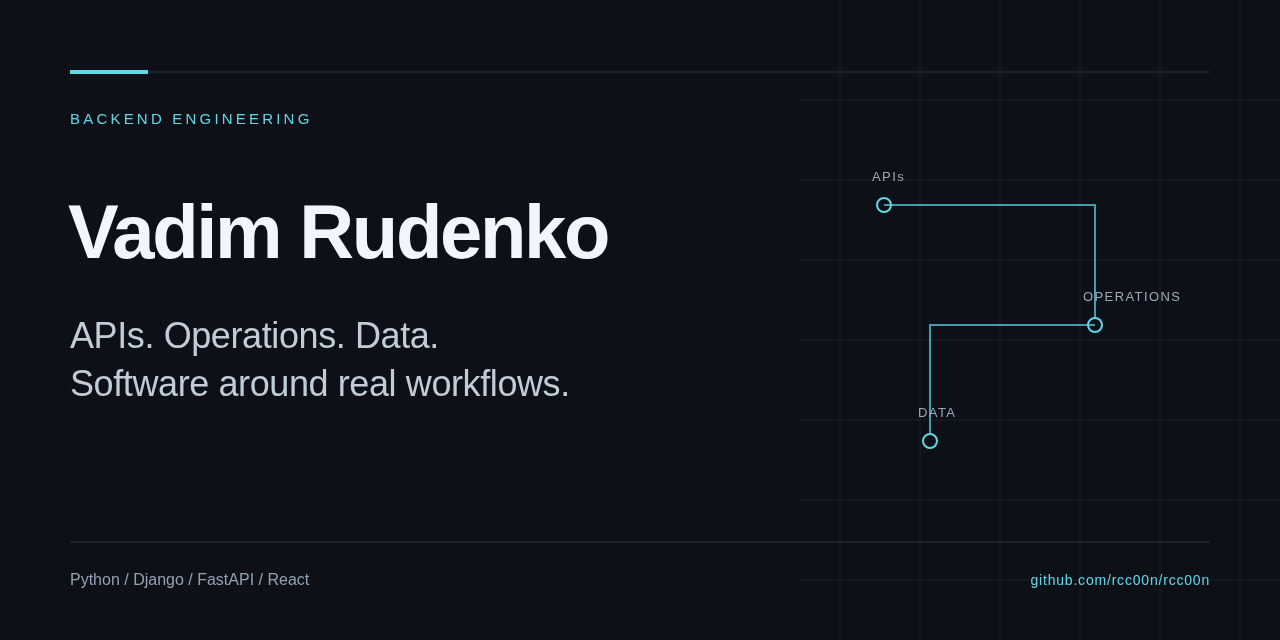 BACKEND ENGINEERING
Vadim Rudenko
APIs. Operations. Data.
Software around real workflows.
APIs
OPERATIONS
DATA
Python / Django / FastAPI / React
github.com/rcc00n/rcc00n